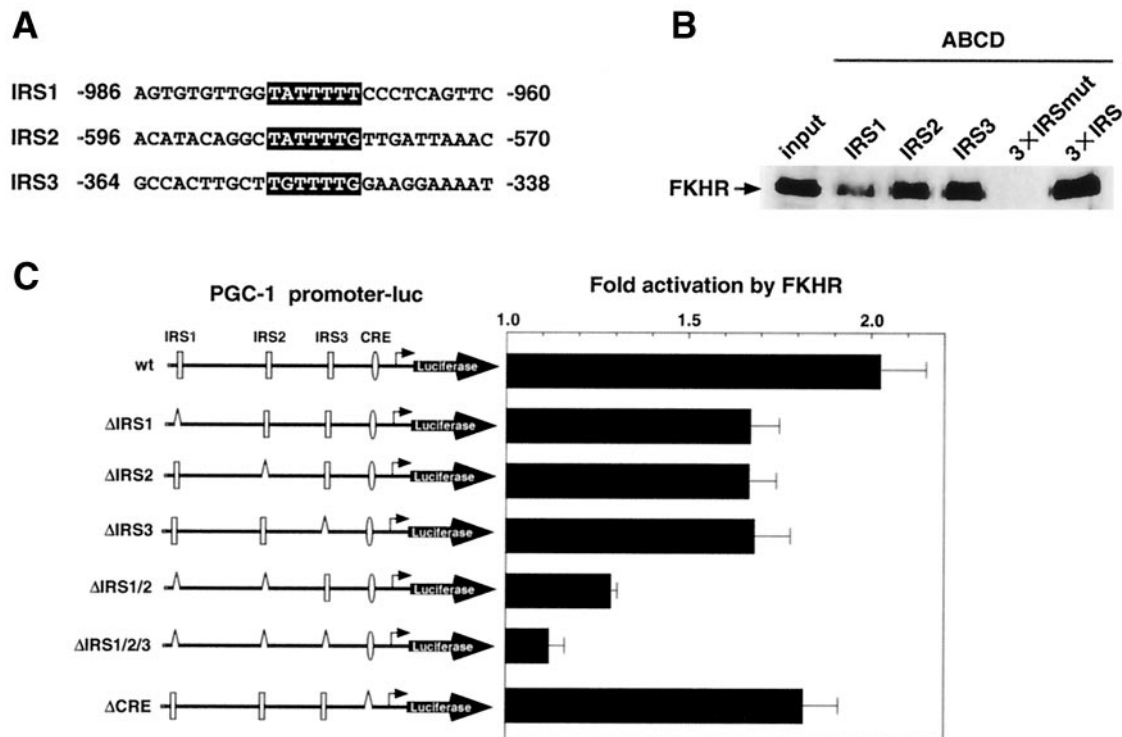 A
IRS1 -986 AGTGTGTTGGTATTTTTCCCTCAGTTC -960
IRS2 -596 ACATACAGGCTATTTTGTTGATTAAAC -570
IRS3 -364 GCCACTTGCTTGTTTTGGAAGGAAAAT -338
B
ABCD
input IRS1 IRS2 IRS3 3×IRSmut 3×IRS
FKHR
C
PGC-1 promoter-luc
Fold activation by FKHR
1.0 1.5 2.0
IRS1 IRS2 IRS3 CRE
wt Luciferase
ΔIRS1 Luciferase
ΔIRS2 Luciferase
ΔIRS3 Luciferase
ΔIRS1/2 Luciferase
ΔIRS1/2/3 Luciferase
ΔCRE Luciferase